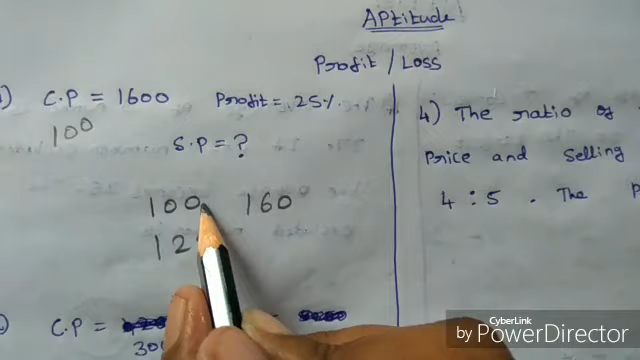 APtitude
Profit / Loss
1) C.P = 1600 Profit = 25%
100
S.P = ?
100 160
12
C.P =
300
4) The ratio of
Price and Selling
4 : 5 . The P
CyberLink
by PowerDirector